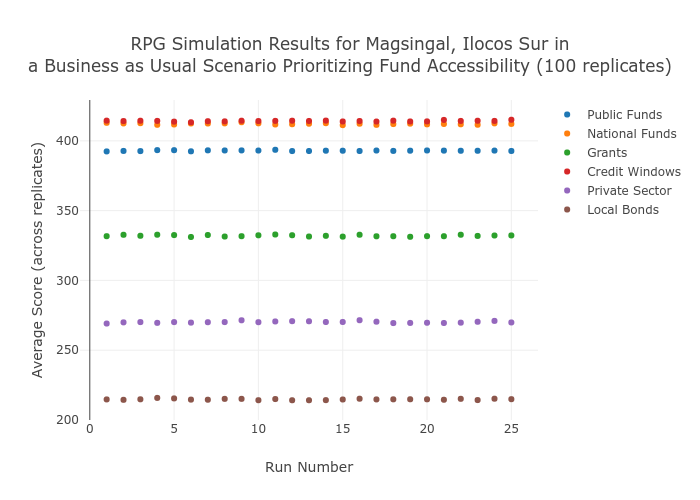 RPG Simulation Results for Magsingal, Ilocos Sur in
a Business as Usual Scenario Prioritizing Fund Accessibility (100 replicates)
Average Score (across replicates)
400
350
300
250
200
0
5
10
15
20
25
Run Number
Public Funds
National Funds
Grants
Credit Windows
Private Sector
Local Bonds